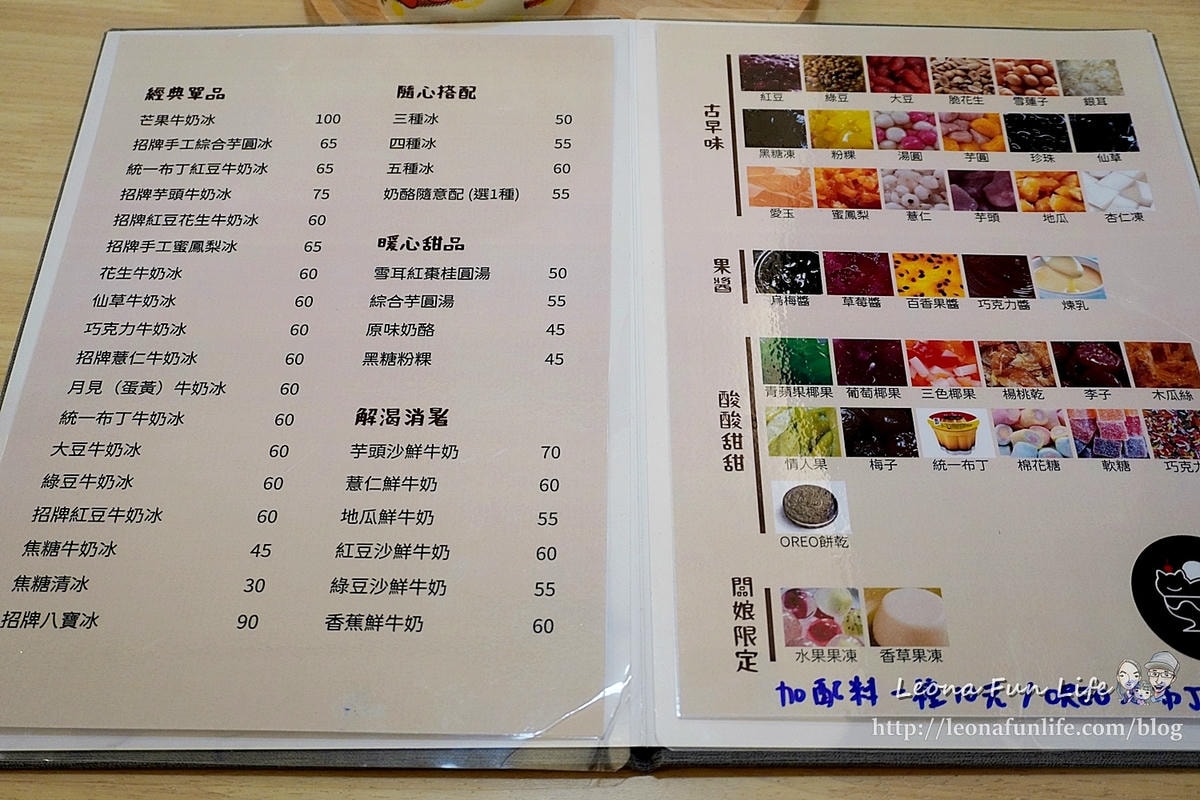 經典單品
芒果牛奶冰 100
招牌手工綜合芋圓冰 65
統一布丁紅豆牛奶冰 65
招牌芋頭牛奶冰 75
招牌紅豆花生牛奶冰 60
招牌手工蜜鳳梨冰 65
花生牛奶冰 60
仙草牛奶冰 60
巧克力牛奶冰 60
招牌薏仁牛奶冰 60
月見（蛋黃）牛奶冰 60
統一布丁牛奶冰 60
大豆牛奶冰 60
綠豆牛奶冰 60
招牌紅豆牛奶冰 60
焦糖牛奶冰 45
焦糖清冰 30
招牌八寶冰 90
隨心搭配
三種冰 50
四種冰 55
五種冰 60
奶酪隨意配 (選1種) 55
暖心甜品
雪耳紅棗桂圓湯 50
綜合芋圓湯 55
原味奶酪 45
黑糖粉粿 45
解渴消暑
芋頭沙鮮牛奶 70
薏仁鮮牛奶 60
地瓜鮮牛奶 55
紅豆沙鮮牛奶 60
綠豆沙鮮牛奶 55
香蕉鮮牛奶 60
古早味
紅豆 綠豆 大豆 脆花生 雪蓮子 銀耳
黑糖凍 粉粿 湯圓 芋圓 珍珠 仙草
愛玉 蜜鳳梨 薏仁 芋頭 地瓜 杏仁凍
果醬
烏梅醬 草莓醬 百香果醬 巧克力醬 煉乳
酸酸甜甜
青蘋果椰果 葡萄椰果 三色椰果 楊桃乾 李子 木瓜絲
情人果 梅子 統一布丁 棉花糖 軟糖 巧克力
OREO餅乾
闆娘限定
水果果凍 香草果凍
加配料一種10元
Leona Fun Life
http://leonafunlife.com/blog